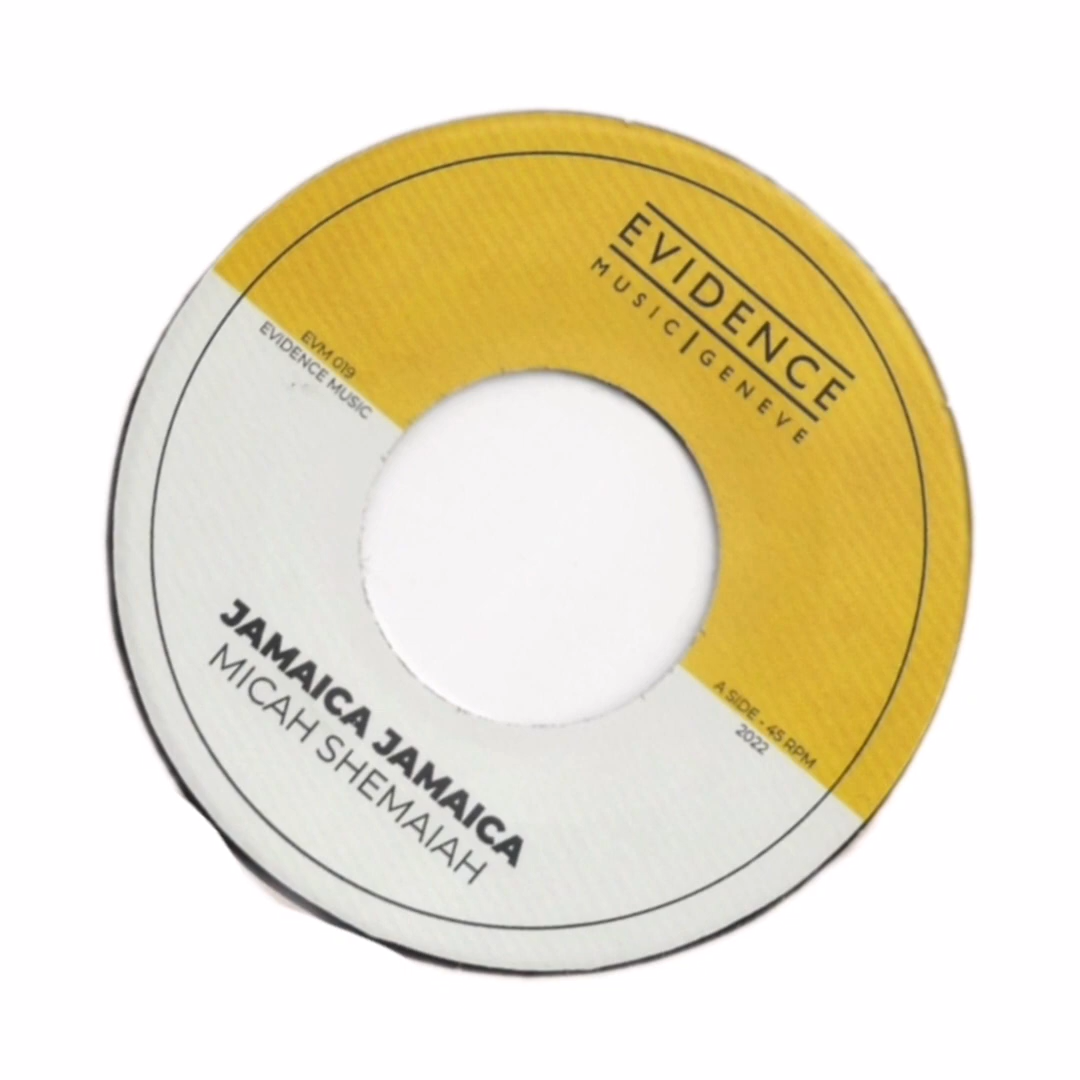 EVIDENCE
MUSIC|GENEVE
EVM 019
EVIDENCE MUSIC
A SIDE - 45 RPM
2022
JAMAICA JAMAICA
MICAH SHEMAIAH